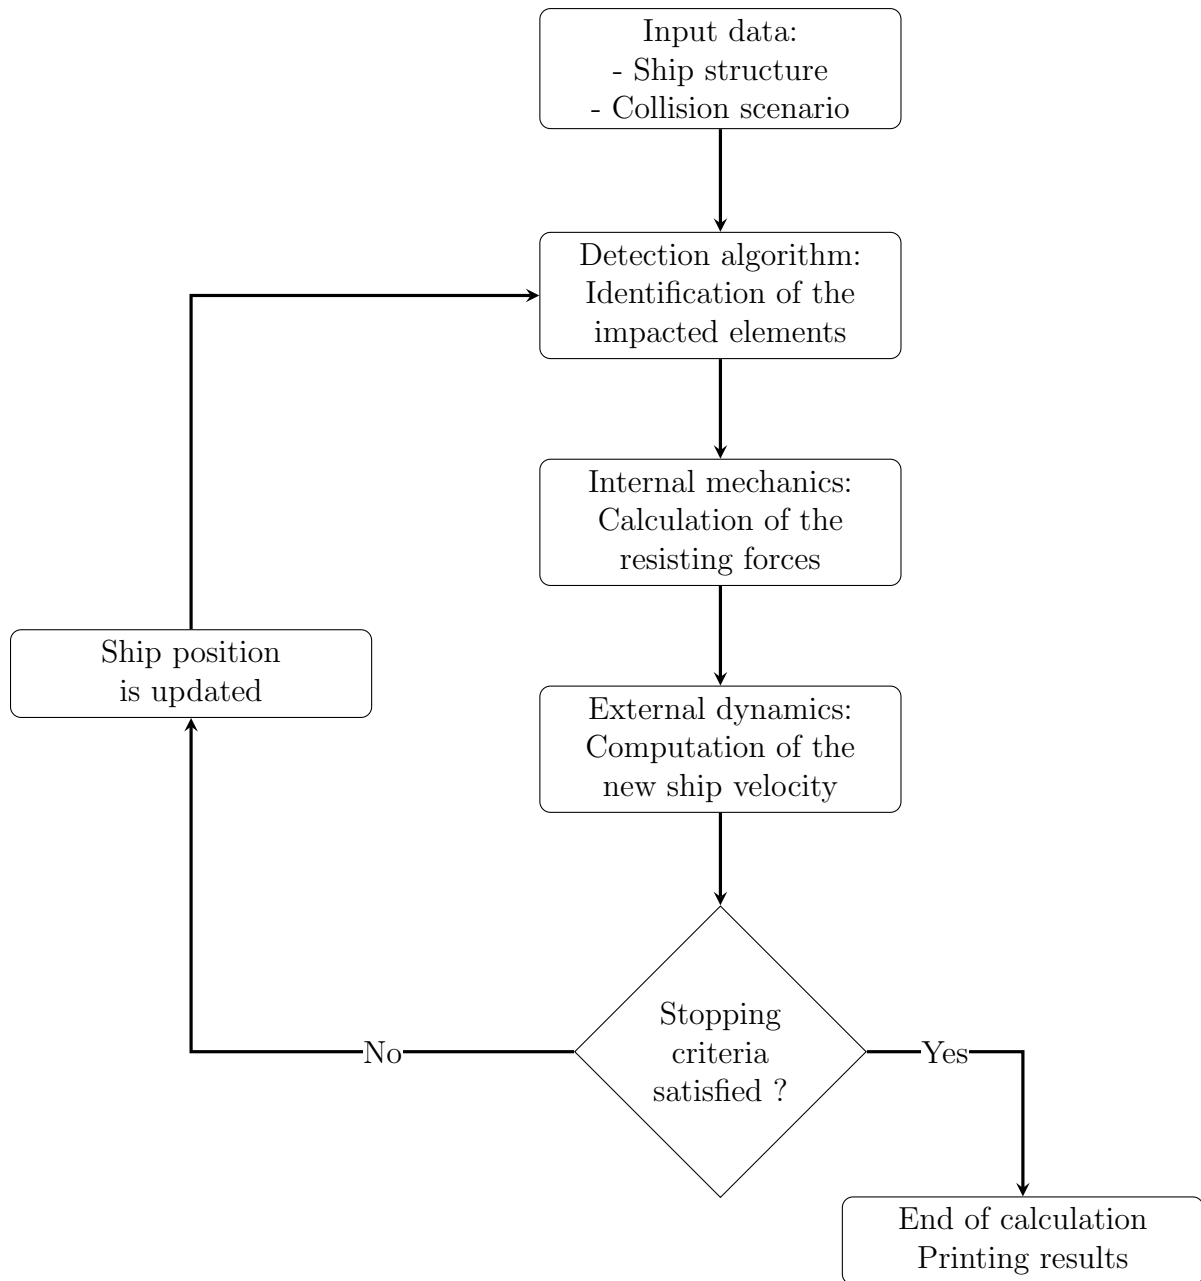 Input data:
- Ship structure
- Collision scenario
Detection algorithm:
Identification of the
impacted elements
Internal mechanics:
Calculation of the
resisting forces
Ship position
is updated
External dynamics:
Computation of the
new ship velocity
Stopping
criteria
satisfied ?
No
Yes
End of calculation
Printing results